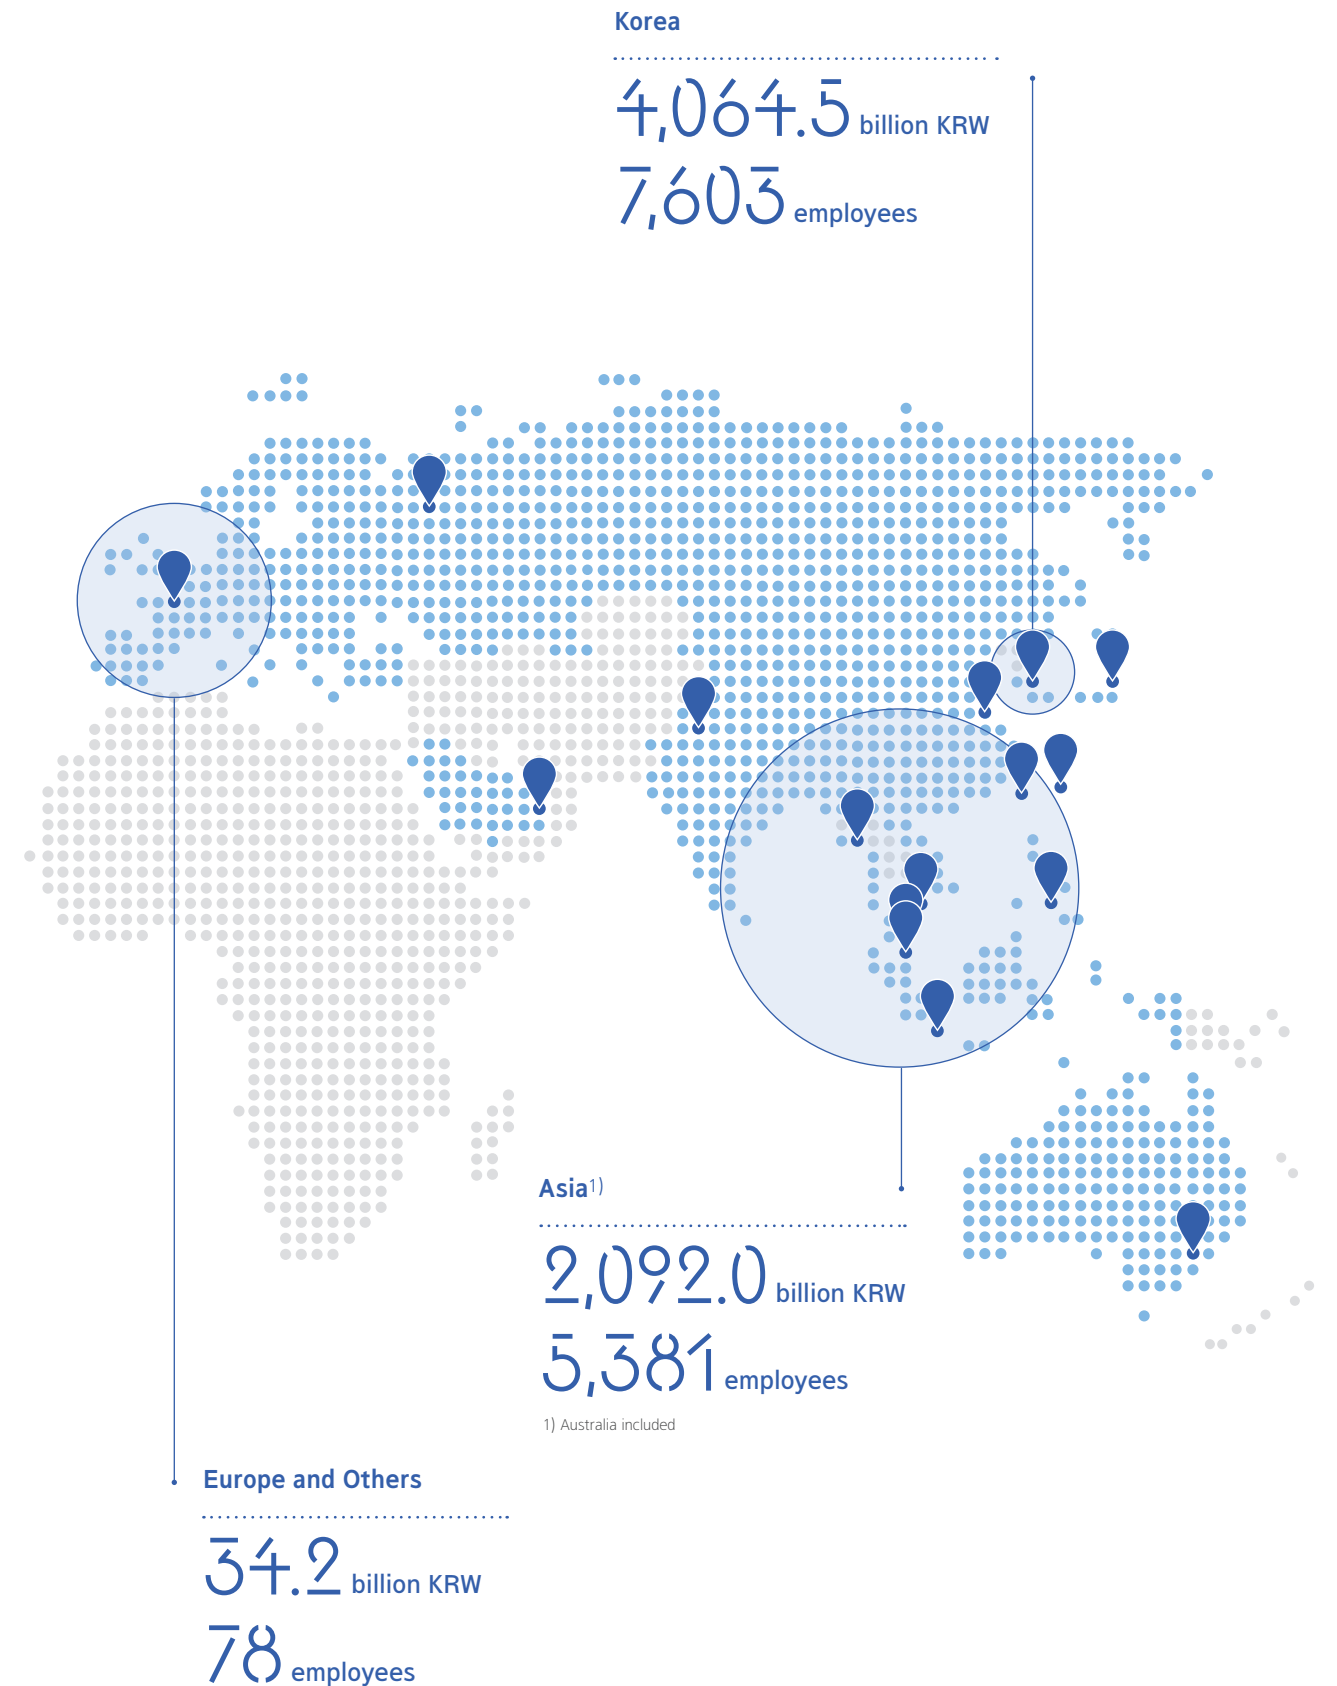 Korea
4,064.5 billion KRW
7,603 employees
Asia1)
2,092.0 billion KRW
5,381 employees
1) Australia included
Europe and Others
34.2 billion KRW
78 employees